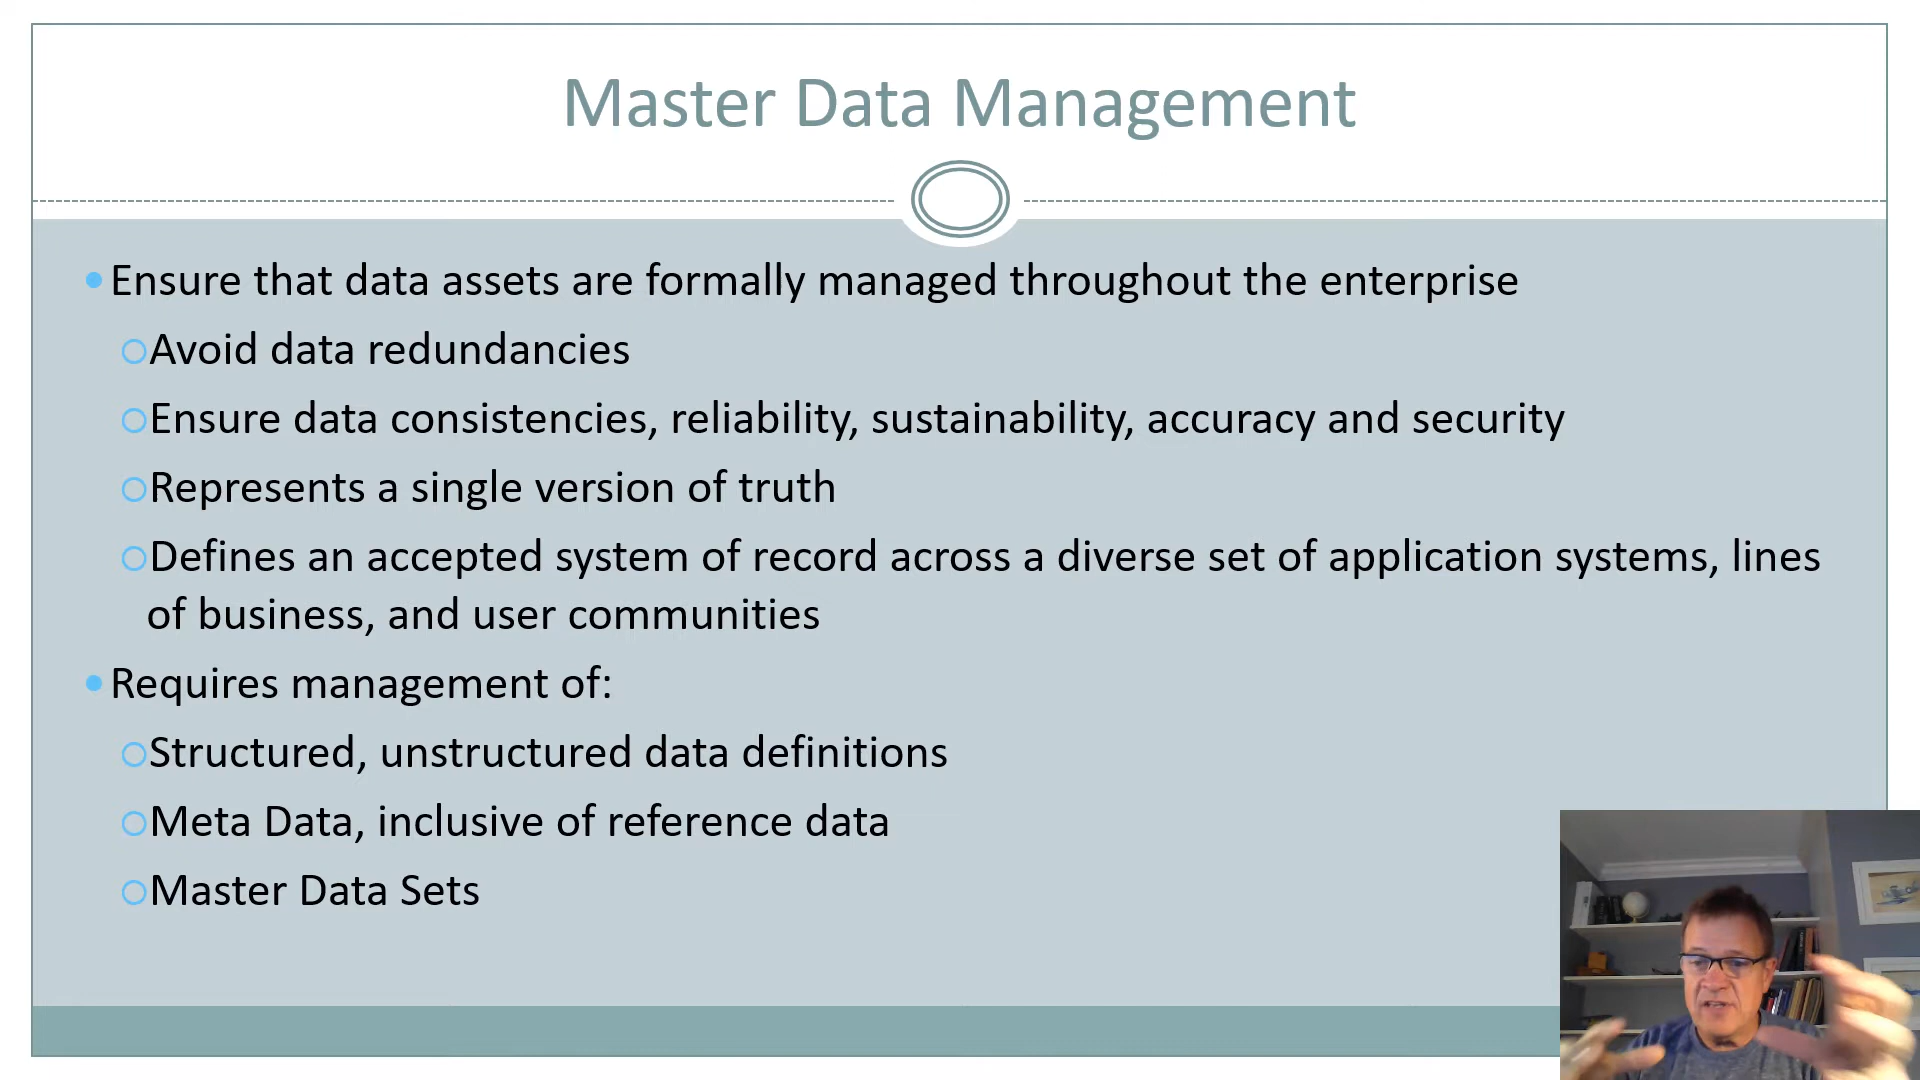 Master Data Management
Ensure that data assets are formally managed throughout the enterprise
Avoid data redundancies
Ensure data consistencies, reliability, sustainability, accuracy and security
Represents a single version of truth
Defines an accepted system of record across a diverse set of application systems, lines
of business, and user communities
Requires management of:
Structured, unstructured data definitions
Meta Data, inclusive of reference data
Master Data Sets